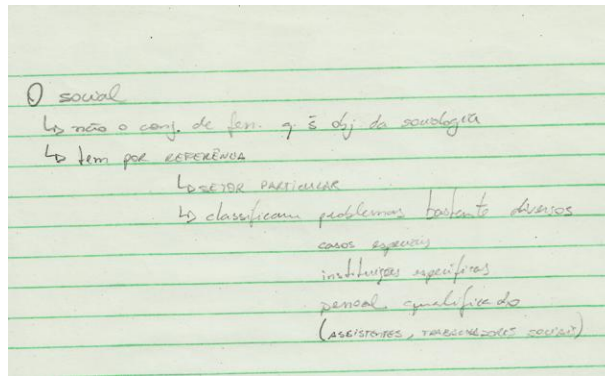 O social
↳ não o conj. de fen. q. š obj da sociologia
↳ tem por REFERÊNCIA
↳ SETOR PARTICULAR
↳ classificam problemas bastante diversos
casos especiais
instituições específicas
pessoal qualificado
(ASSISTENTES, TRABALHADORES SOCIAIS)